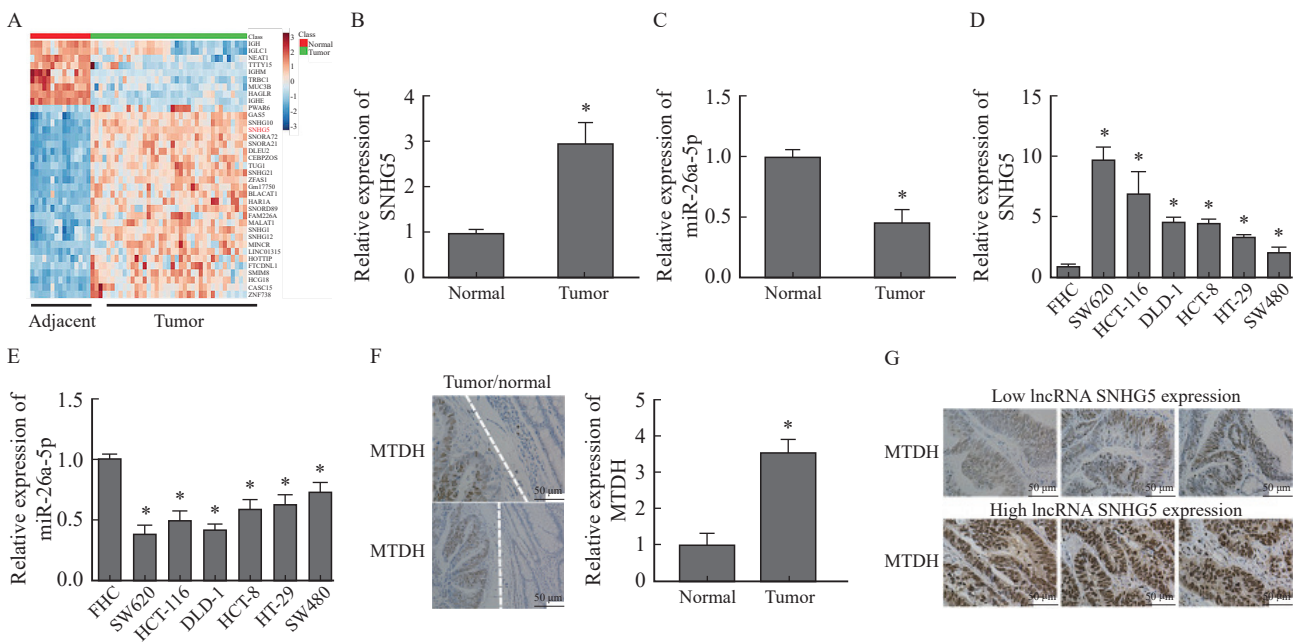 A
Class
IGH
IGLC1
NEAT1
TTTY15
IGHM
TRBC1
MUC3B
HAGLR
IGHE
PWAR6
GAS5
SNHG10
SNHG5
SNORA72
SNORA21
DLEU2
CEBPZOS
TUG1
SNHG21
ZFAS1
Gm17750
BLACAT1
HAR1A
SNORD89
FAM226A
MALAT1
SNHG1
SNHG12
MINCR
LINC01315
HOTTIP
FTCDNL1
SMIM8
HCG18
CASC15
ZNF738
3
2
1
0
-1
-2
-3
Class
Normal
Tumor
Adjacent Tumor
B
Relative expression of
SNHG5
4
3
2
1
0
*
Normal Tumor
C
Relative expression of
miR-26a-5p
1.5
1.0
0.5
0.0
*
Normal Tumor
D
Relative expression of
SNHG5
15
10
5
0
* * * * * *
FHC SW620 HCT-116 DLD-1 HCT-8 HT-29 SW480
E
Relative expression of
miR-26a-5p
1.5
1.0
0.5
0.0
* * * * * *
FHC SW620 HCT-116 DLD-1 HCT-8 HT-29 SW480
F
Tumor/normal
MTDH
50 μm
MTDH
50 μm
Relative expression of
MTDH
5
4
3
2
1
0
*
Normal Tumor
G
Low lncRNA SNHG5 expression
MTDH
50 μm 50 μm 50 μm
High lncRNA SNHG5 expression
MTDH
50 μm 50 μm 50 μm